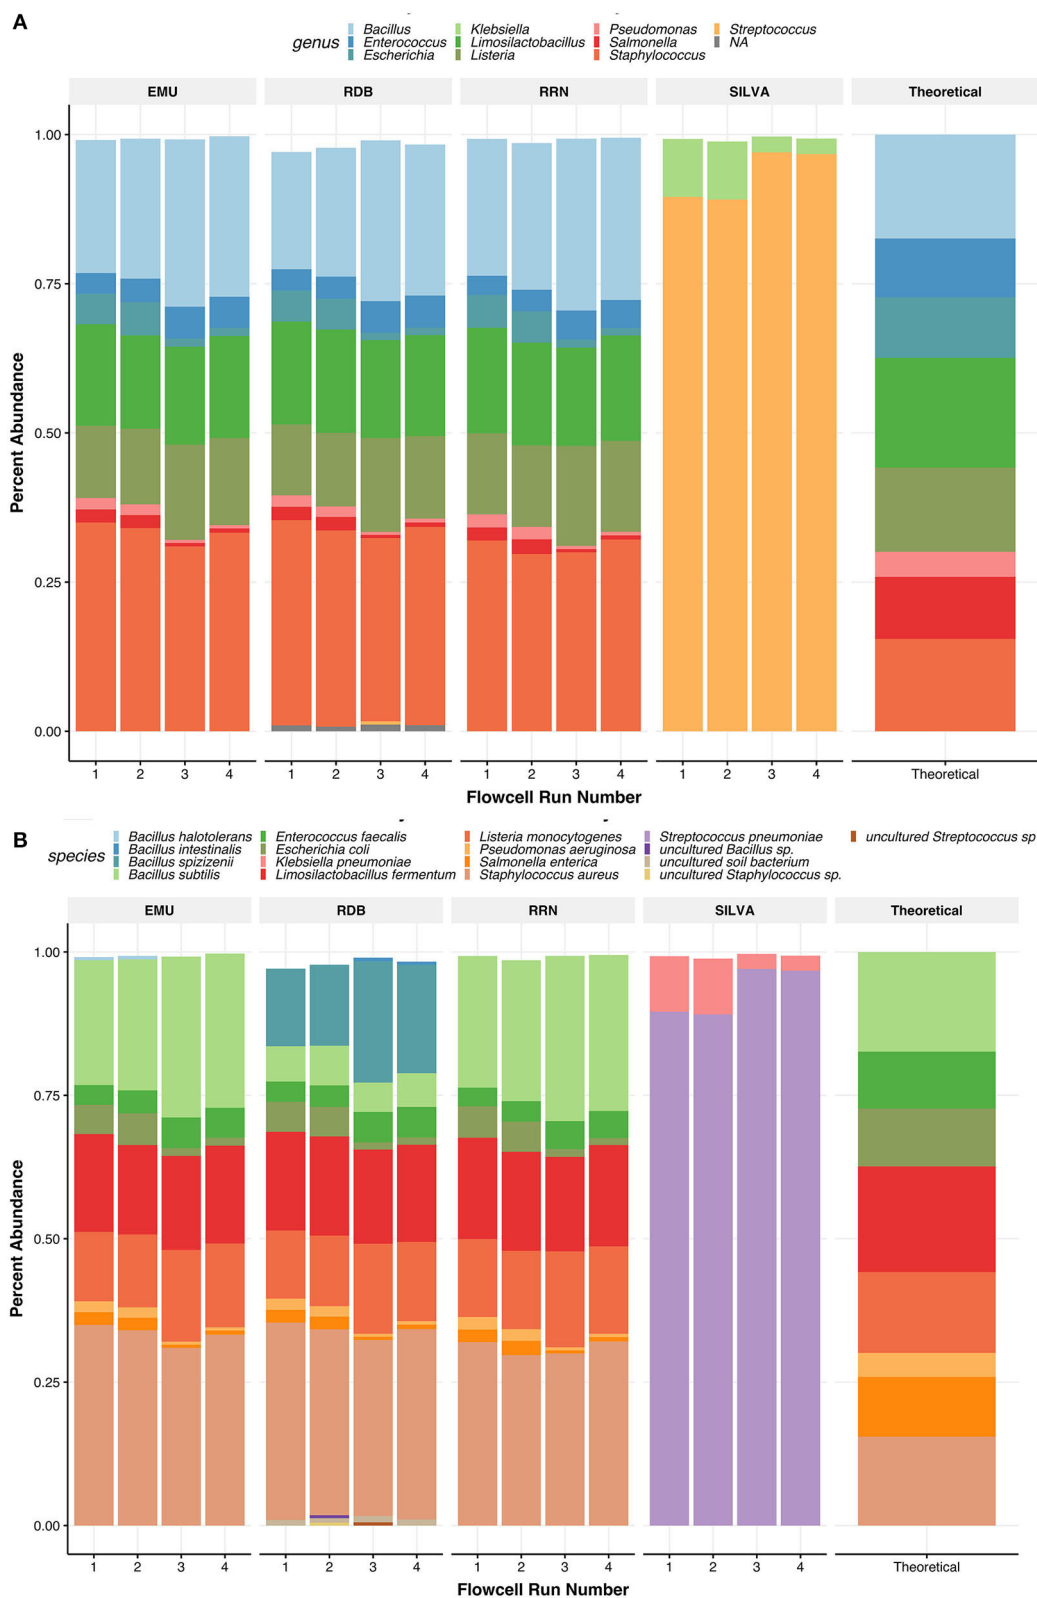 A
genus
Bacillus
Enterococcus
Escherichia
Klebsiella
Limosilactobacillus
Listeria
Pseudomonas
Salmonella
Staphylococcus
Streptococcus
NA
EMU RDB RRN SILVA Theoretical
Percent Abundance
1.00
0.75
0.50
0.25
0.00
1 2 3 4 1 2 3 4 1 2 3 4 1 2 3 4 Theoretical
Flowcell Run Number
B
species
Bacillus halotolerans
Bacillus intestinalis
Bacillus spizizenii
Bacillus subtilis
Enterococcus faecalis
Escherichia coli
Klebsiella pneumoniae
Limosilactobacillus fermentum
Listeria monocytogenes
Pseudomonas aeruginosa
Salmonella enterica
Staphylococcus aureus
Streptococcus pneumoniae
uncultured Bacillus sp.
uncultured soil bacterium
uncultured Staphylococcus sp.
uncultured Streptococcus sp
EMU RDB RRN SILVA Theoretical
Percent Abundance
1.00
0.75
0.50
0.25
0.00
1 2 3 4 1 2 3 4 1 2 3 4 1 2 3 4 Theoretical
Flowcell Run Number